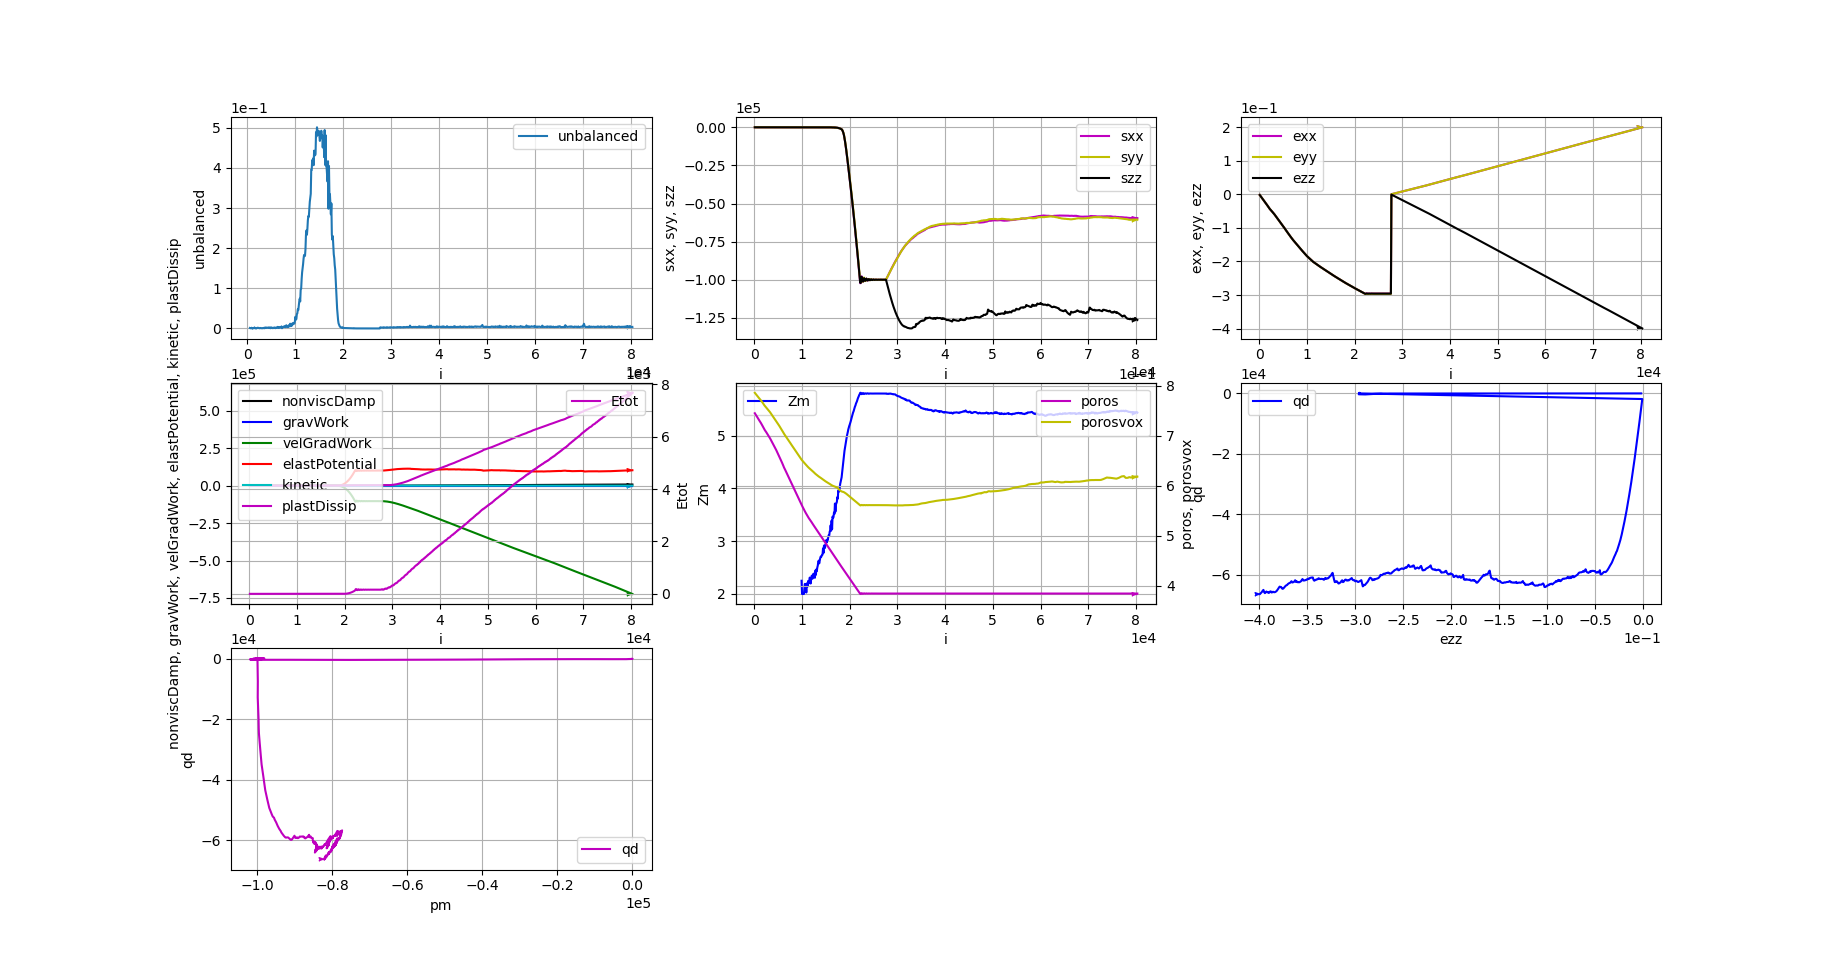 1e−1
5
4
3
2
1
0
unbalanced
unbalanced
0 1 2 3 4 5 6 7 8
i
1e4
1e5
0.00
−0.25
−0.50
−0.75
−1.00
−1.25
sxx, syy, szz
sxx
syy
szz
0 1 2 3 4 5 6 7 8
i
1e4
1e−1
2
1
0
−1
−2
−3
−4
exx, eyy, ezz
exx
eyy
ezz
0 1 2 3 4 5 6 7 8
i
1e4
1e5
5.0
2.5
0.0
−2.5
−5.0
−7.5
nonviscDamp, gravWork, velGradWork, elastPotential, kinetic, plastDissip
nonviscDamp
gravWork
velGradWork
elastPotential
kinetic
plastDissip
Etot
8
6
4
2
0
Etot
0 1 2 3 4 5 6 7 8
i
1e4
5
4
3
2
Zm
Zm
1e−1
poros
porosvox
8
7
6
5
4
poros, porosvox
0 1 2 3 4 5 6 7 8
i
1e4
1e4
0
−2
−4
−6
qd
qd
−4.0 −3.5 −3.0 −2.5 −2.0 −1.5 −1.0 −0.5 0.0
ezz
1e−1
1e4
0
−2
−4
−6
qd
qd
−1.0 −0.8 −0.6 −0.4 −0.2 0.0
pm
1e5